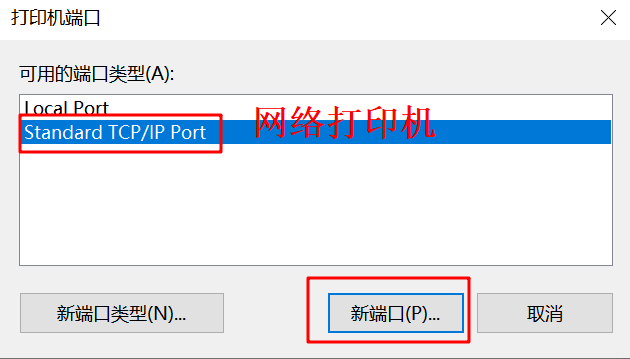 打印机端口
可用的端口类型(A):
Local Port
Standard TCP/IP Port
网络打印机
新端口类型(N)...
新端口(P)...
取消